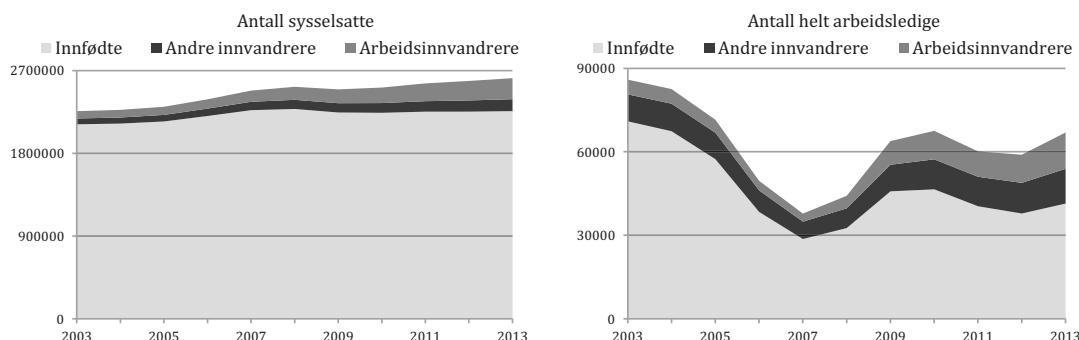 Antall sysselsatte
Innfødte Andre innvandrere Arbeidsinnvandrere
2700000
1800000
900000
0
2003 2005 2007 2009 2011 2013
Antall helt arbeidsledige
Innfødte Andre innvandrere Arbeidsinnvandrere
90000
60000
30000
0
2003 2005 2007 2009 2011 2013